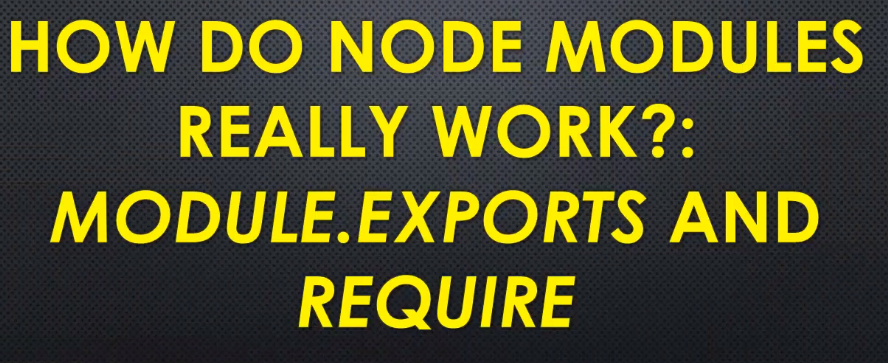 HOW DO NODE MODULES
REALLY WORK?:
MODULE.EXPORTS AND
REQUIRE